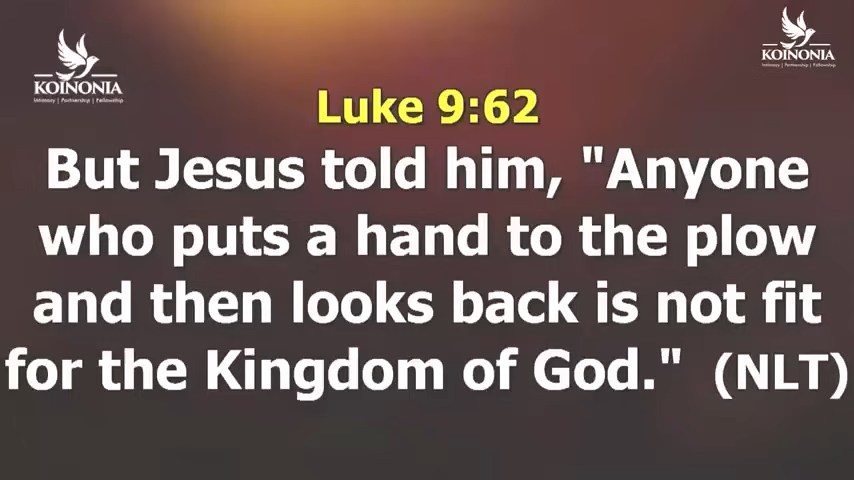 KOINONIA
Intimacy | Partnership | Fellowship
KOINONIA
Intimacy | Partnership | Fellowship
Luke 9:62
But Jesus told him, "Anyone
who puts a hand to the plow
and then looks back is not fit
for the Kingdom of God." (NLT)